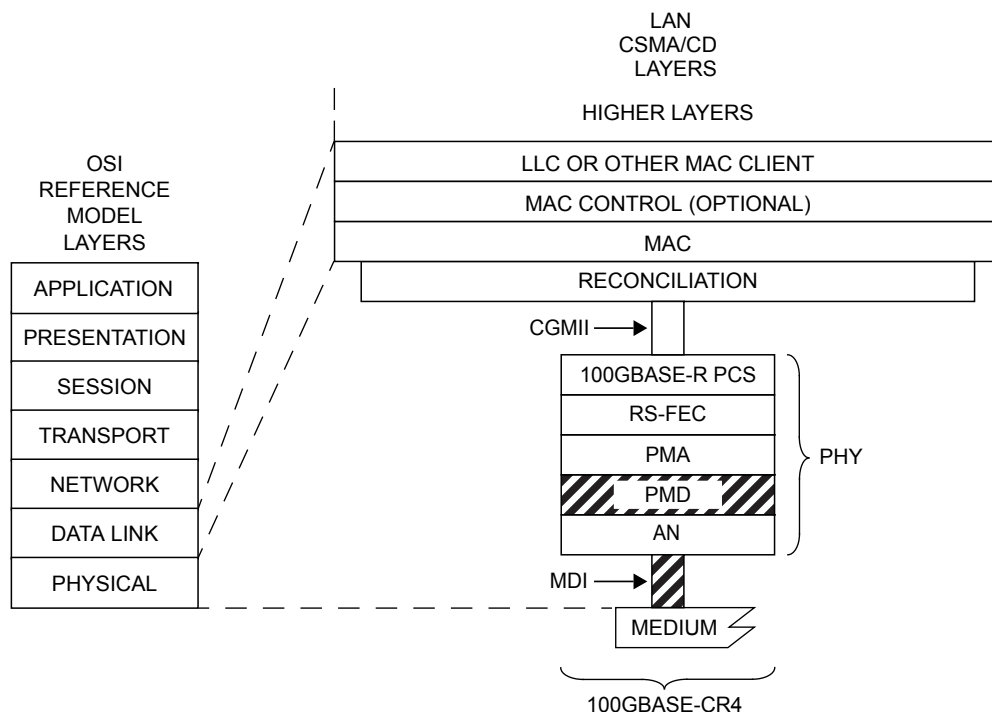 LAN
CSMA/CD
LAYERS
HIGHER LAYERS
OSI
REFERENCE
MODEL
LAYERS
LLC OR OTHER MAC CLIENT
MAC CONTROL (OPTIONAL)
MAC
RECONCILIATION
APPLICATION
PRESENTATION
SESSION
TRANSPORT
NETWORK
DATA LINK
PHYSICAL
CGMII
100GBASE-R PCS
RS-FEC
PMA
PMD
AN
PHY
MDI
MEDIUM
100GBASE-CR4